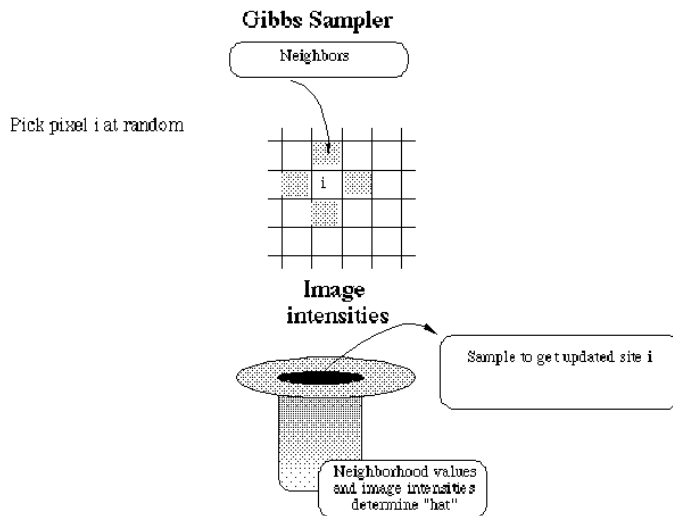 Gibbs Sampler
Neighbors
Pick pixel i at random
i
Image
intensities
Sample to get updated site i
Neighborhood values
and image intensities
determine "hat"